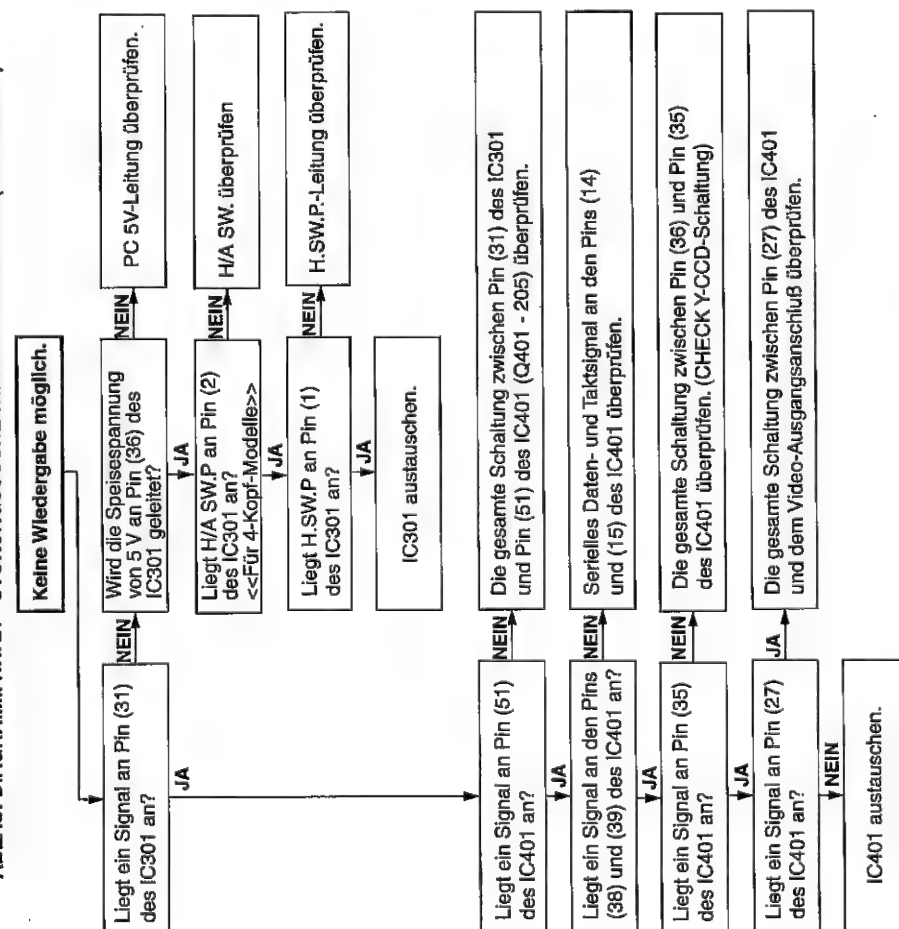 Keine Wiedergabe möglich.
Liegt ein Signal an Pin (31)
des IC301 an?
NEIN
Wird die Speisespannung
von 5 V an Pin (36) des
IC301 geleitet?
NEIN
PC 5V-Leitung überprüfen.
JA
Liegt H/A SW.P an Pin (2)
des IC301 an?
<<Für 4-Kopf-Modelle>>
NEIN
H/A SW. überprüfen
JA
Liegt H.SW.P an Pin (1)
des IC301 an?
NEIN
H.SW.P.-Leitung überprüfen.
JA
IC301 austauschen.
JA
Liegt ein Signal an Pin (51)
des IC401 an?
NEIN
Die gesamte Schaltung zwischen Pin (31) des IC301
und Pin (51) des IC401 (Q401 - 205) überprüfen.
JA
Liegt ein Signal an den Pins
(38) und (39) des IC401 an?
NEIN
Serielles Daten- und Taktsignal an den Pins (14)
und (15) des IC401 überprüfen.
JA
Liegt ein Signal an Pin (35)
des IC401 an?
NEIN
Die gesamte Schaltung zwischen Pin (36) und Pin (35)
des IC401 überprüfen. (CHECK Y-CCD-Schaltung)
JA
Liegt ein Signal an Pin (27)
des IC401 an?
JA
Die gesamte Schaltung zwischen Pin (27) des IC401
und dem Video-Ausgangsanschluß überprüfen.
NEIN
IC401 austauschen.